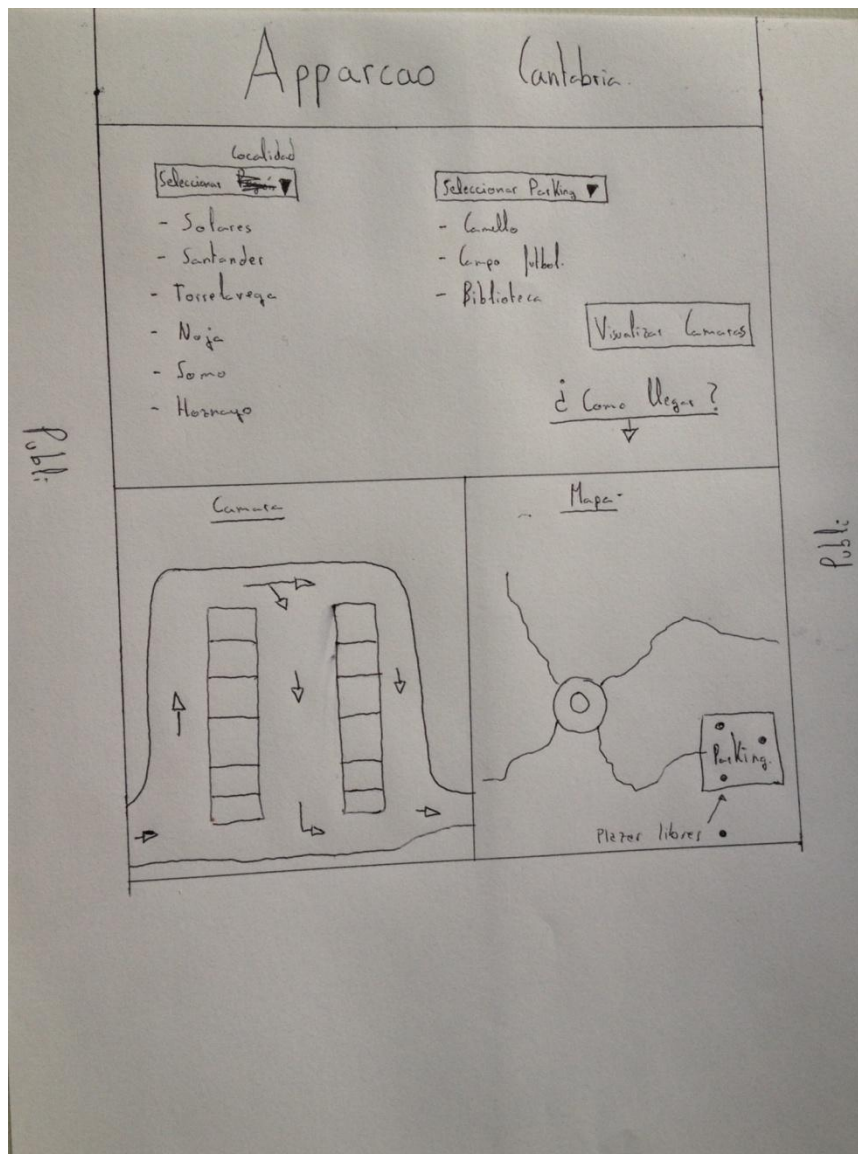 Apparcao Cantabria.
Localidad
Seleccionar ▼
- Solares
- Santander
- Torrelavega
- Noja
- Somo
- Hoznayo
Seleccionar Parking ▼
- Camello
- Campo futbol.
- Biblioteca
Visualizar Camaras
¿ Como llegar ?
Publi
Publi
Camara
Mapa
Parking.
Plazas libres